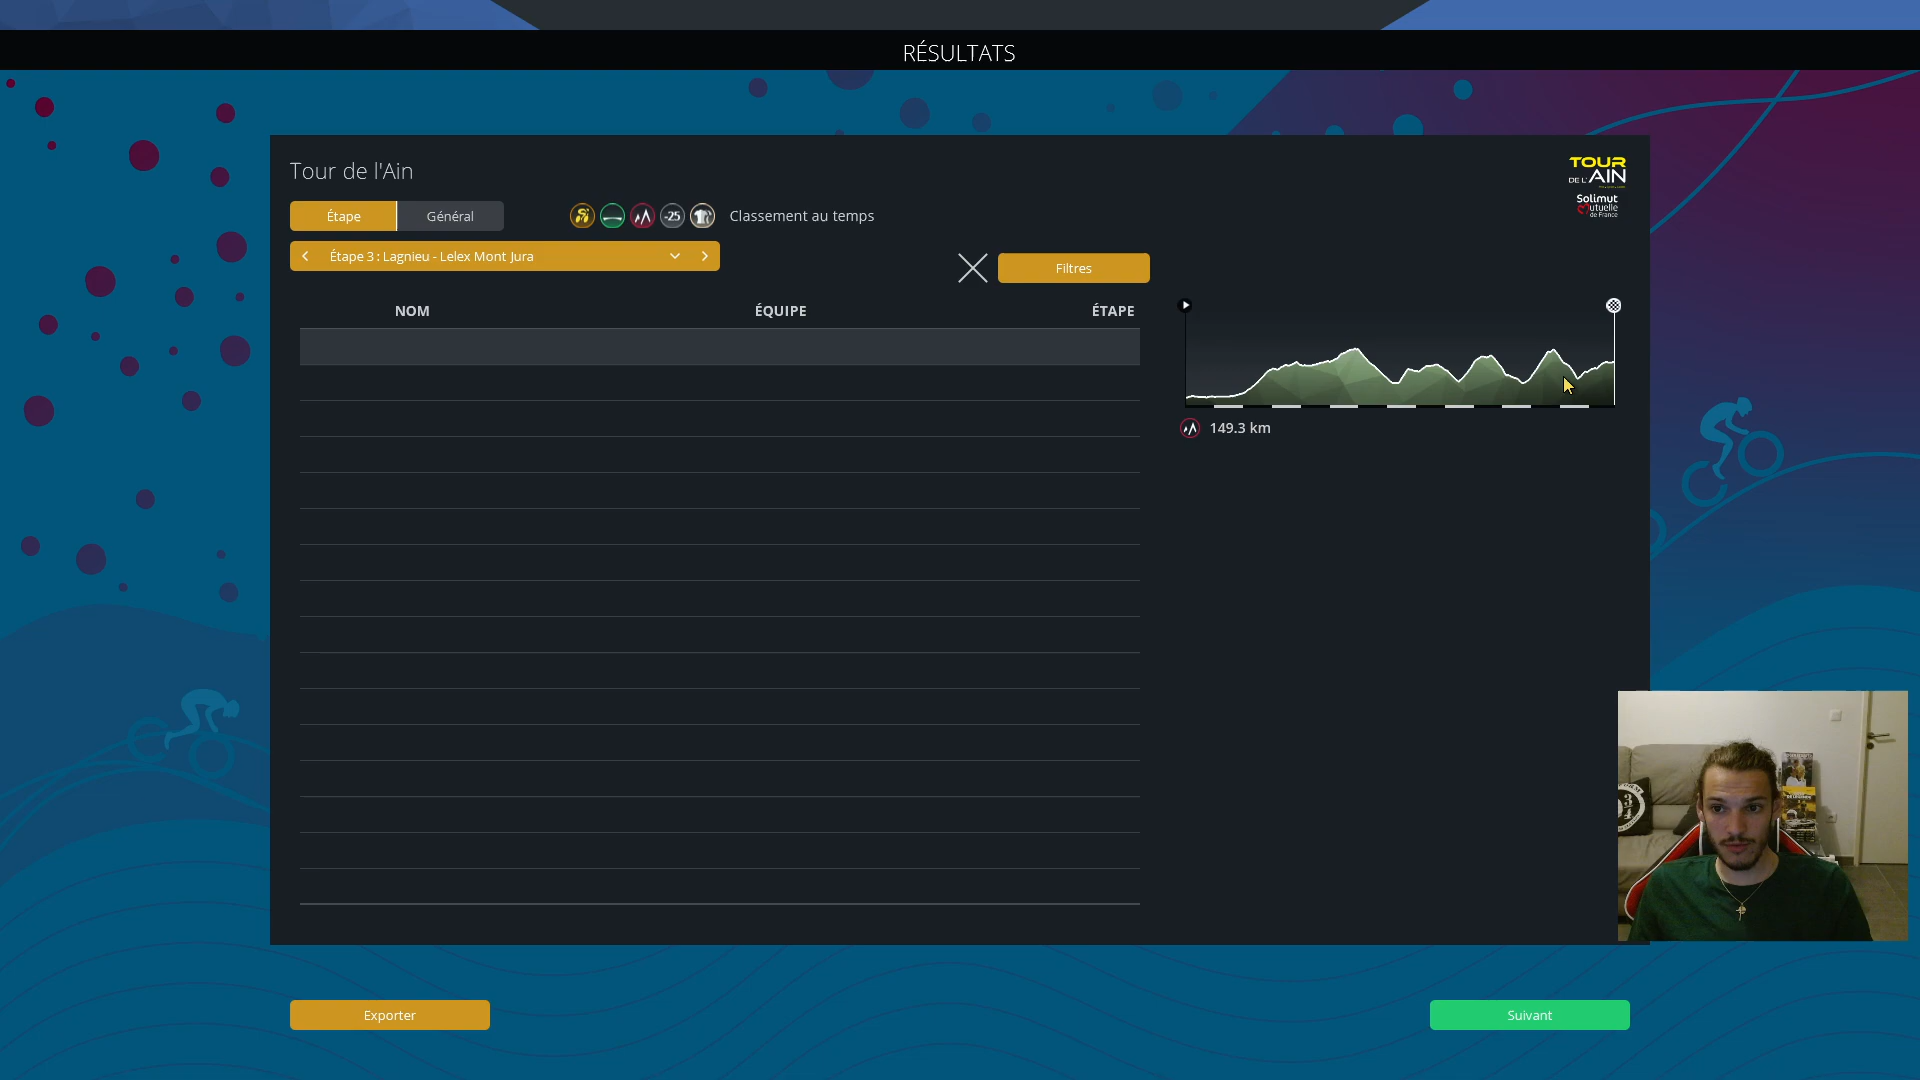 RÉSULTATS
Tour de l'Ain
TOUR
DE L'AIN
Solimut
Mutuelle
de France
Étape
Général
-25
Classement au temps
Étape 3 : Lagnieu - Lelex Mont Jura
Filtres
NOM
ÉQUIPE
ÉTAPE
149.3 km
Exporter
Suivant